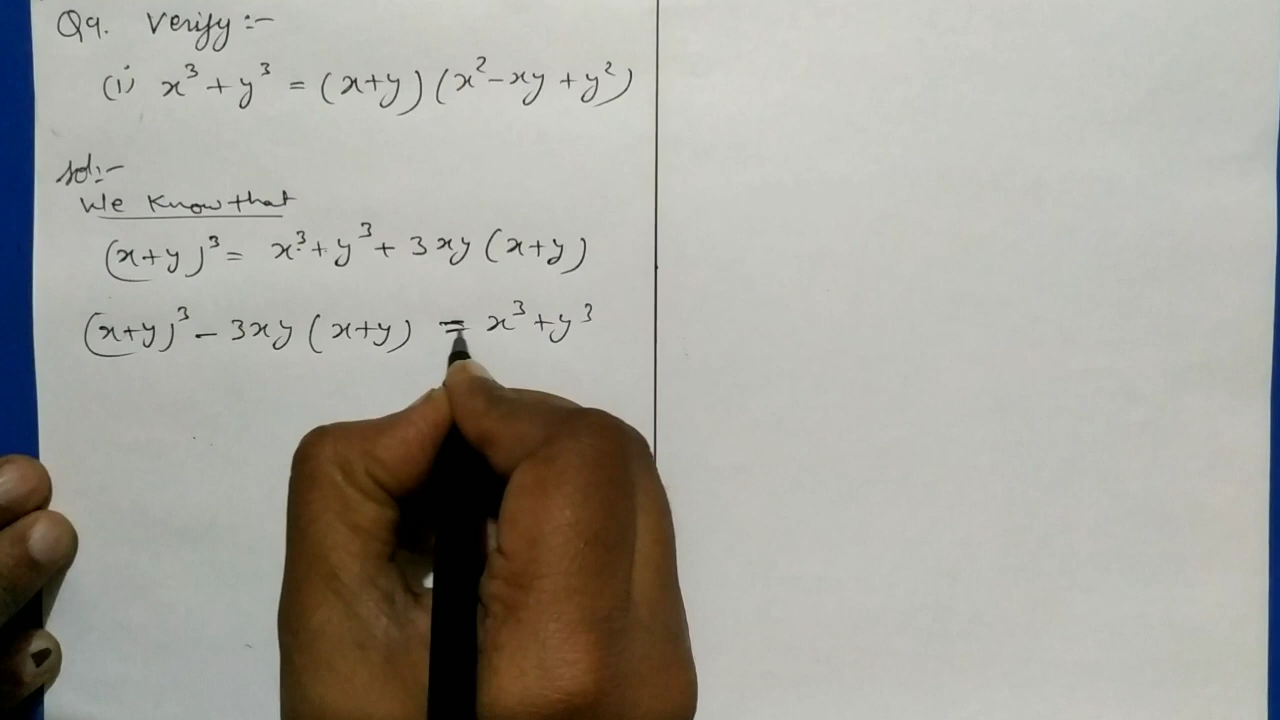 Q9. Verify :-
(i) x³ + y³ = (x+y) (x² - xy + y²)
Sol:-
We Know that
(x+y)³ = x³ + y³ + 3xy (x+y)
(x+y)³ - 3xy (x+y) = x³ + y³